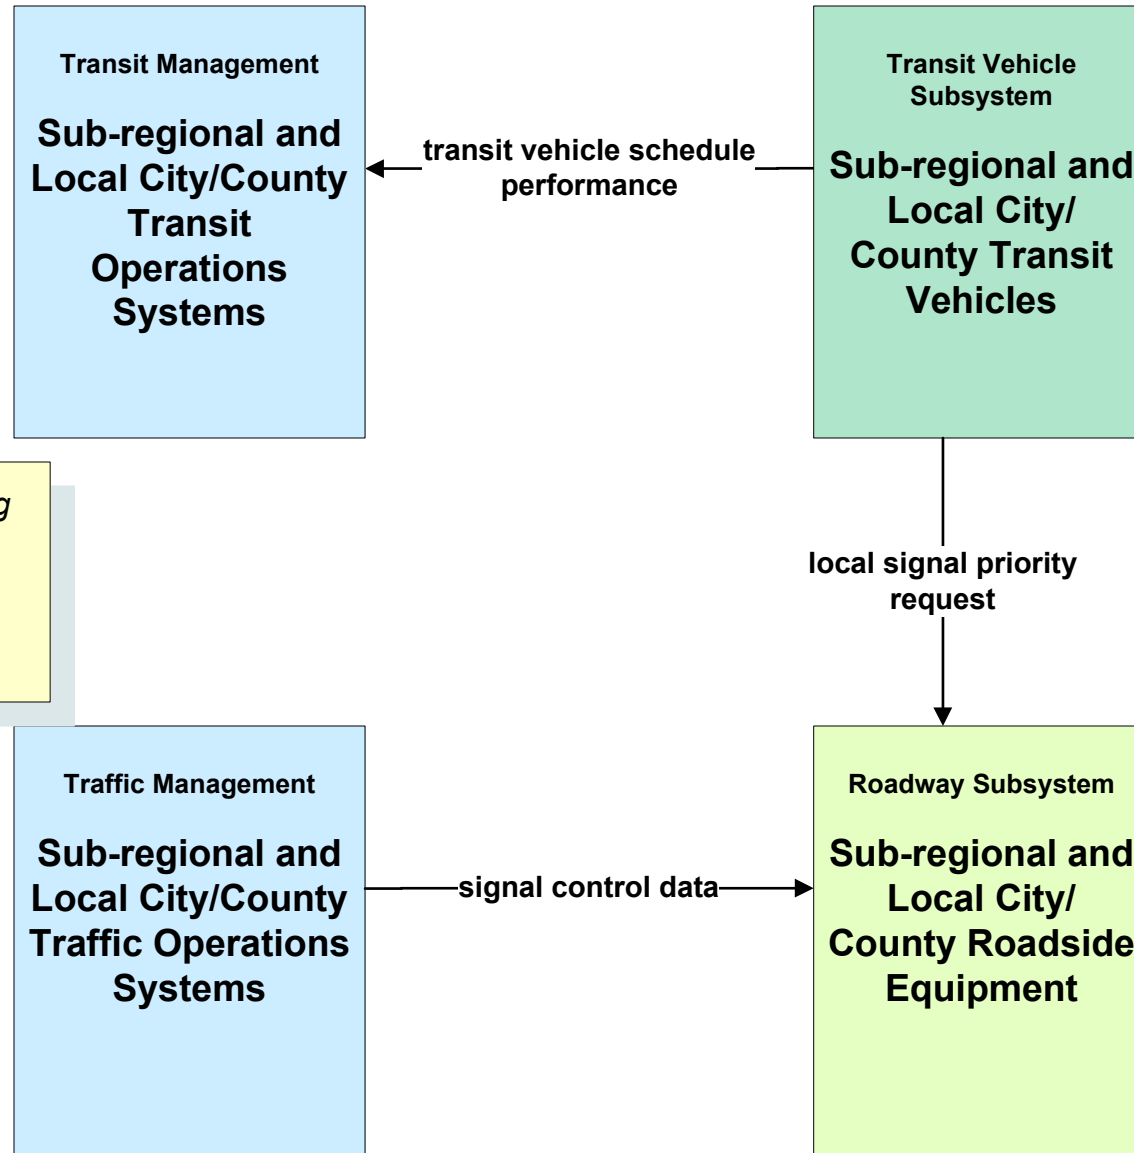 Transit Management
Sub-regional and
Local City/County
Transit
Operations
Systems
transit vehicle schedule
performance
Transit Vehicle
Subsystem
Sub-regional and
Local City/
County Transit
Vehicles
local signal priority
request
Traffic Management
Sub-regional and
Local City/County
Traffic Operations
Systems
signal control data
Roadway Subsystem
Sub-regional and
Local City/
County Roadside
Equipment